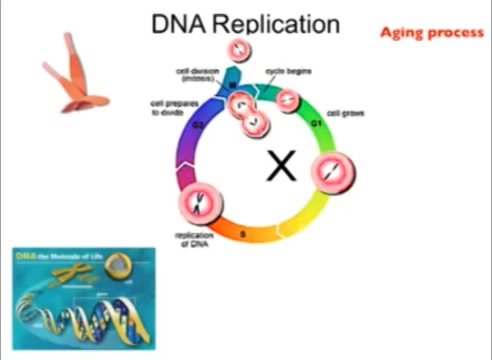 DNA Replication
Aging process
cell division
(mitosis)
cycle begins
M
cell prepares
to divide
cell grows
G2
G1
X
replication
of DNA
S
DNA the Molecule of Life